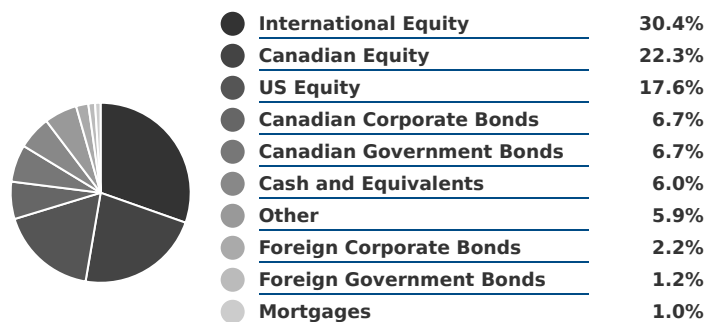 International Equity 30.4%
Canadian Equity 22.3%
US Equity 17.6%
Canadian Corporate Bonds 6.7%
Canadian Government Bonds 6.7%
Cash and Equivalents 6.0%
Other 5.9%
Foreign Corporate Bonds 2.2%
Foreign Government Bonds 1.2%
Mortgages 1.0%